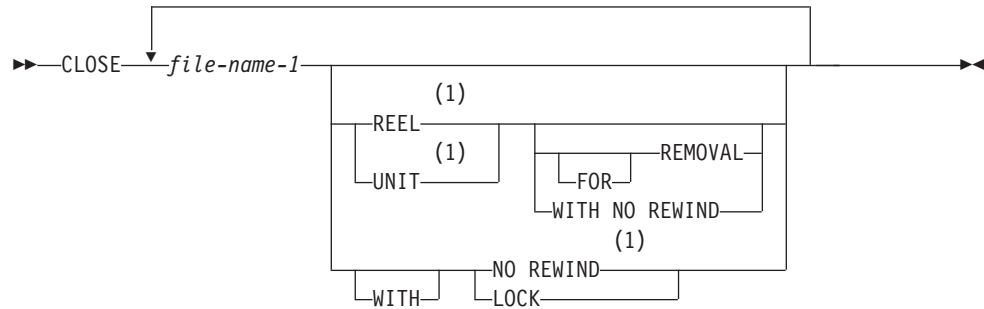 CLOSE file-name-1
(1)
REEL
(1)
REMOVAL
UNIT FOR
WITH NO REWIND
(1)
NO REWIND
WITH LOCK